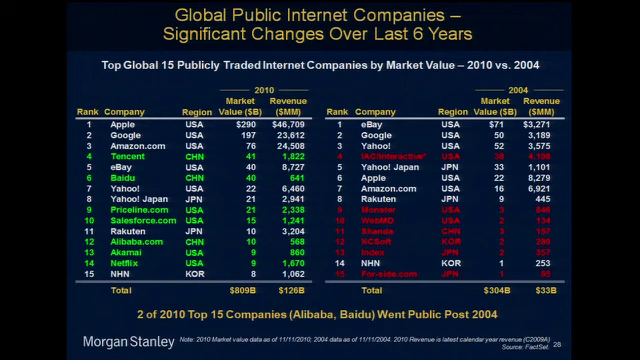 Global Public Internet Companies –
Significant Changes Over Last 6 Years
Top Global 15 Publicly Traded Internet Companies by Market Value – 2010 vs. 2004
2010 2004
Market Revenue Market Revenue
Rank Company Region Value ($B) ($MM) Rank Company Region Value ($B) ($MM)
1 Apple USA $290 $46,709 1 eBay USA $71 $3,271
2 Google USA 197 23,612 2 Google USA 50 3,189
3 Amazon.com USA 76 24,508 3 Yahoo! USA 52 3,575
4 Tencent CHN 41 1,822 4 IAC/Interactive* USA
5 eBay USA 40 8,727 5 Yahoo! Japan JPN 33 1,101
6 Baidu CHN 40 641 6 Apple USA 22 8,279
7 Yahoo! USA 22 6,460 7 Amazon.com USA 16 6,921
8 Yahoo! Japan JPN 21 2,941 8 Rakuten JPN 9 445
9 Priceline.com USA 21 2,338 9 Monster USA 3 846
10 Salesforce.com USA 15 1,241 10 WebMD USA 2 134
11 Rakuten JPN 10 3,204 11 Shanda CHN 3 157
12 Alibaba.com CHN 10 568 12 NCSoft KOR 2 280
13 Akamai USA 9 860 13 Index JPN 2 357
14 Netflix USA 9 1,670 14 NHN KOR 1 253
15 NHN KOR 8 1,062 15 For-side.com JPN 1 95
Total $809B $126B Total $304B $33B
2 of 2010 Top 15 Companies (Alibaba, Baidu) Went Public Post 2004
Morgan Stanley
Note: 2010 Market value data as of 11/11/2010; 2004 data as of 11/11/2004. 2010 Revenue is latest calendar year revenue (C2009A)
Source: FactSet.
28